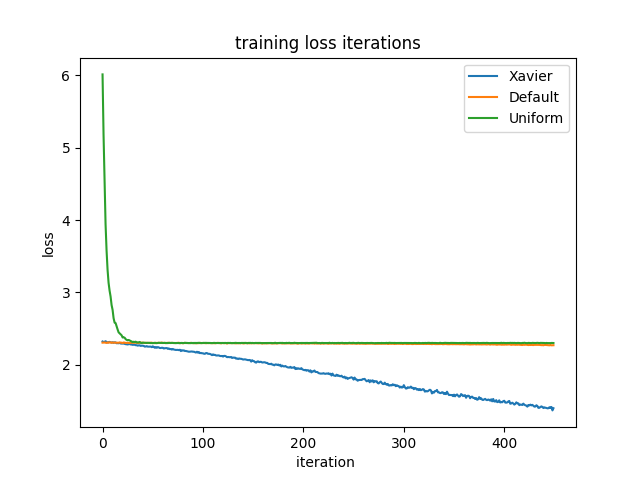 training loss iterations
Xavier
Default
Uniform
6
5
4
3
2
loss
0
100
200
300
400
iteration